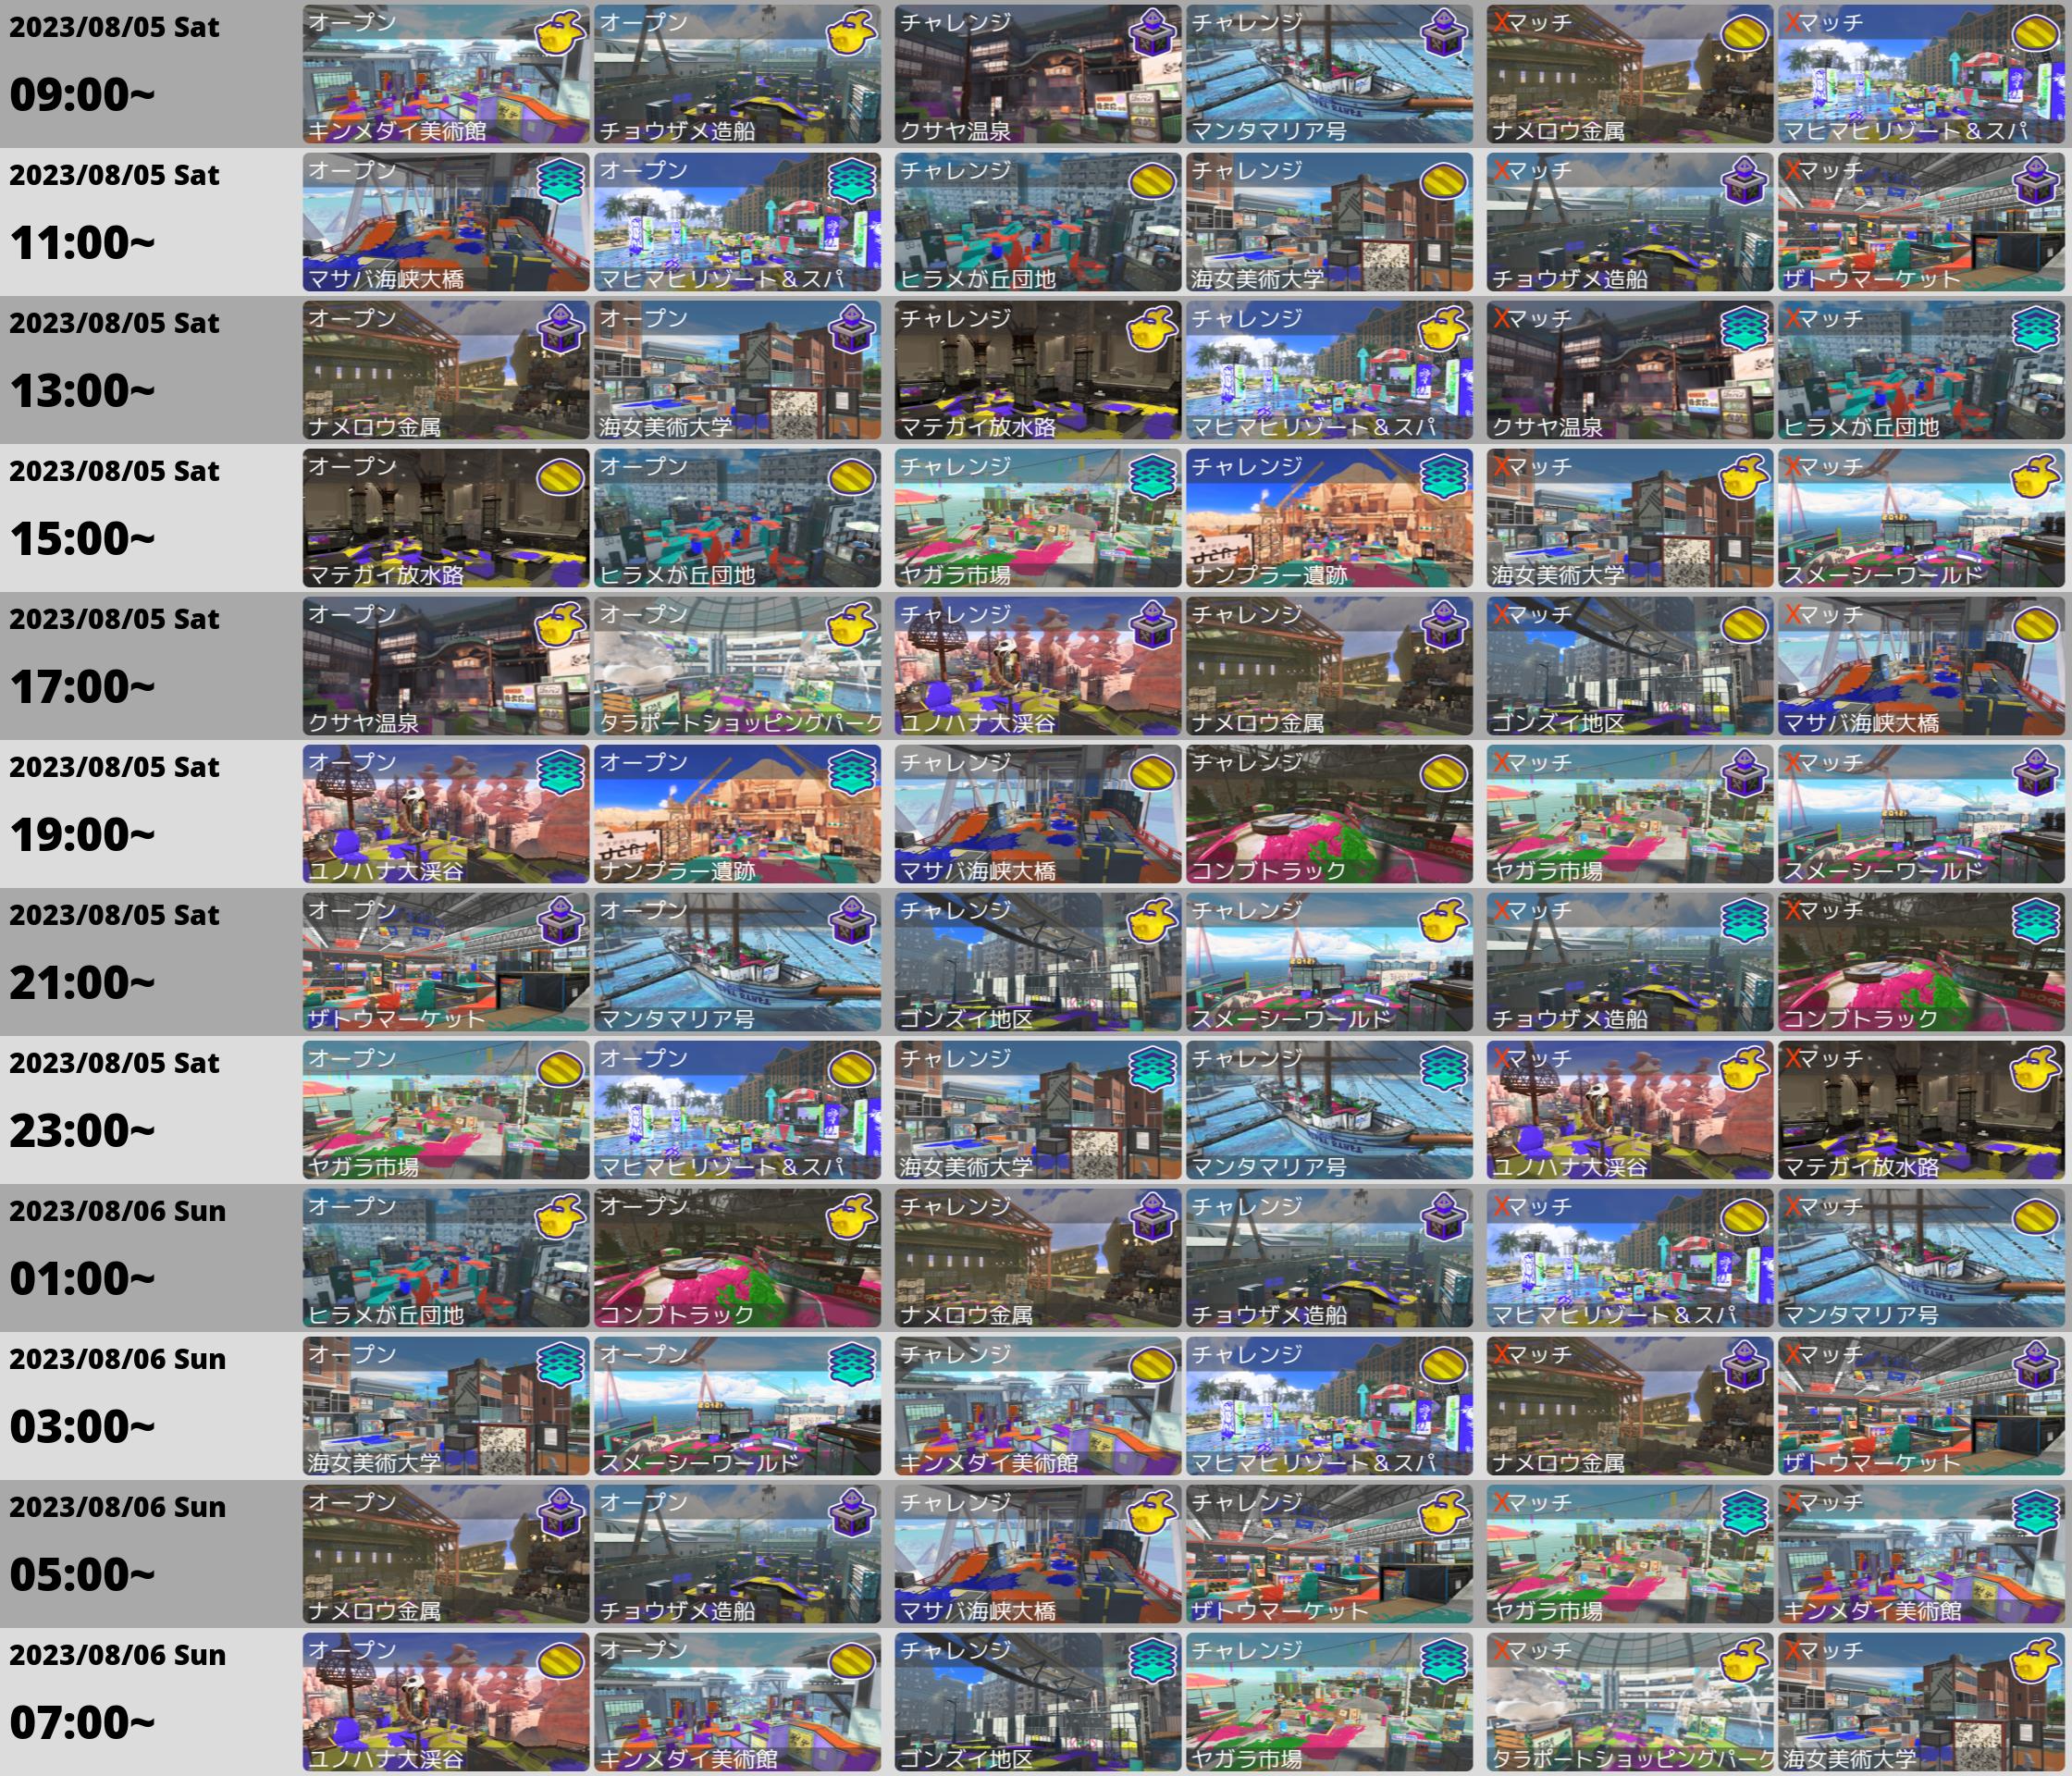 2023/08/05 Sat
09:00~
オープン オープン チャレンジ チャレンジ Xマッチ Xマッチ
キンメダイ美術館 チョウザメ造船 クサヤ温泉 マンタマリア号 ナメロウ金属 マヒマヒリゾート＆スパ
2023/08/05 Sat
11:00~
オープン オープン チャレンジ チャレンジ Xマッチ Xマッチ
マサバ海峡大橋 マヒマヒリゾート＆スパ ヒラメが丘団地 海女美術大学 チョウザメ造船 ザトウマーケット
2023/08/05 Sat
13:00~
オープン オープン チャレンジ チャレンジ Xマッチ Xマッチ
ナメロウ金属 海女美術大学 マテガイ放水路 マヒマヒリゾート＆スパ クサヤ温泉 ヒラメが丘団地
2023/08/05 Sat
15:00~
オープン オープン チャレンジ チャレンジ Xマッチ Xマッチ
マテガイ放水路 ヒラメが丘団地 ヤガラ市場 ナンプラー遺跡 海女美術大学 スメーシーワールド
2023/08/05 Sat
17:00~
オープン オープン チャレンジ チャレンジ Xマッチ Xマッチ
クサヤ温泉 タラポートショッピングパーク ユノハナ大渓谷 ナメロウ金属 ゴンズイ地区 マサバ海峡大橋
2023/08/05 Sat
19:00~
オープン オープン チャレンジ チャレンジ Xマッチ Xマッチ
ユノハナ大渓谷 ナンプラー遺跡 マサバ海峡大橋 コンブトラック ヤガラ市場 スメーシーワールド
2023/08/05 Sat
21:00~
オープン オープン チャレンジ チャレンジ Xマッチ Xマッチ
ザトウマーケット マンタマリア号 ゴンズイ地区 スメーシーワールド チョウザメ造船 コンブトラック
2023/08/05 Sat
23:00~
オープン オープン チャレンジ チャレンジ Xマッチ Xマッチ
ヤガラ市場 マヒマヒリゾート＆スパ 海女美術大学 マンタマリア号 ユノハナ大渓谷 マテガイ放水路
2023/08/06 Sun
01:00~
オープン オープン チャレンジ チャレンジ Xマッチ Xマッチ
ヒラメが丘団地 コンブトラック ナメロウ金属 チョウザメ造船 マヒマヒリゾート＆スパ マンタマリア号
2023/08/06 Sun
03:00~
オープン オープン チャレンジ チャレンジ Xマッチ Xマッチ
海女美術大学 スメーシーワールド キンメダイ美術館 マヒマヒリゾート＆スパ ナメロウ金属 ザトウマーケット
2023/08/06 Sun
05:00~
オープン オープン チャレンジ チャレンジ Xマッチ Xマッチ
ナメロウ金属 チョウザメ造船 マサバ海峡大橋 ザトウマーケット ヤガラ市場 キンメダイ美術館
2023/08/06 Sun
07:00~
オープン オープン チャレンジ チャレンジ Xマッチ Xマッチ
ユノハナ大渓谷 キンメダイ美術館 ゴンズイ地区 ヤガラ市場 タラポートショッピングパーク 海女美術大学